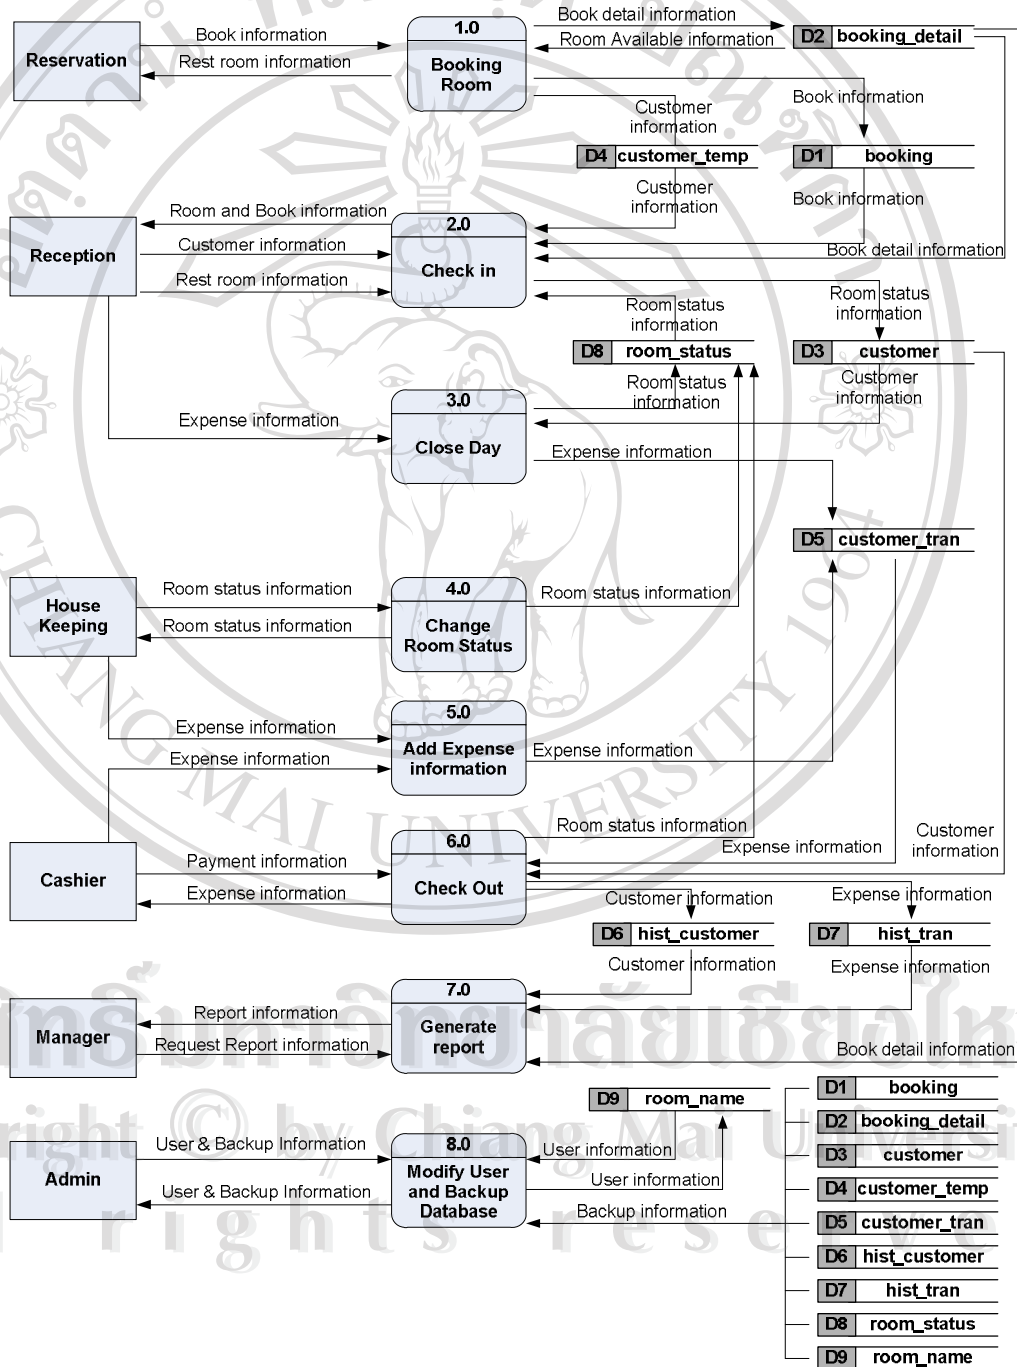 Reservation
Book information
Rest room information
1.0
Booking
Room
Book detail information
Room Available information
D2 booking_detail
Customer
information
Book information
D4 customer_temp
D1 booking
Customer
information
Book information
Book detail information
Reception
Room and Book information
Customer information
Rest room information
2.0
Check in
Room status
information
Room status
information
D8 room_status
D3 customer
Room status
information
Customer
information
Expense information
3.0
Close Day
Expense information
D5 customer_tran
House
Keeping
Room status information
Room status information
4.0
Change
Room Status
Room status information
Expense information
Expense information
5.0
Add Expense
information
Expense information
Cashier
Payment information
Expense information
6.0
Check Out
Room status information
Expense information
Customer
information
Customer information
Expense information
D6 hist_customer
D7 hist_tran
Customer information
Expense information
Manager
Report information
Request Report information
7.0
Generate
report
Book detail information
Admin
User & Backup Information
User & Backup Information
8.0
Modify User
and Backup
Database
D9 room_name
User information
User information
Backup information
D1 booking
D2 booking_detail
D3 customer
D4 customer_temp
D5 customer_tran
D6 hist_customer
D7 hist_tran
D8 room_status
D9 room_name
CHIANG MAI UNIVERSITY 1964
© by Chiang Mai
rights reserve